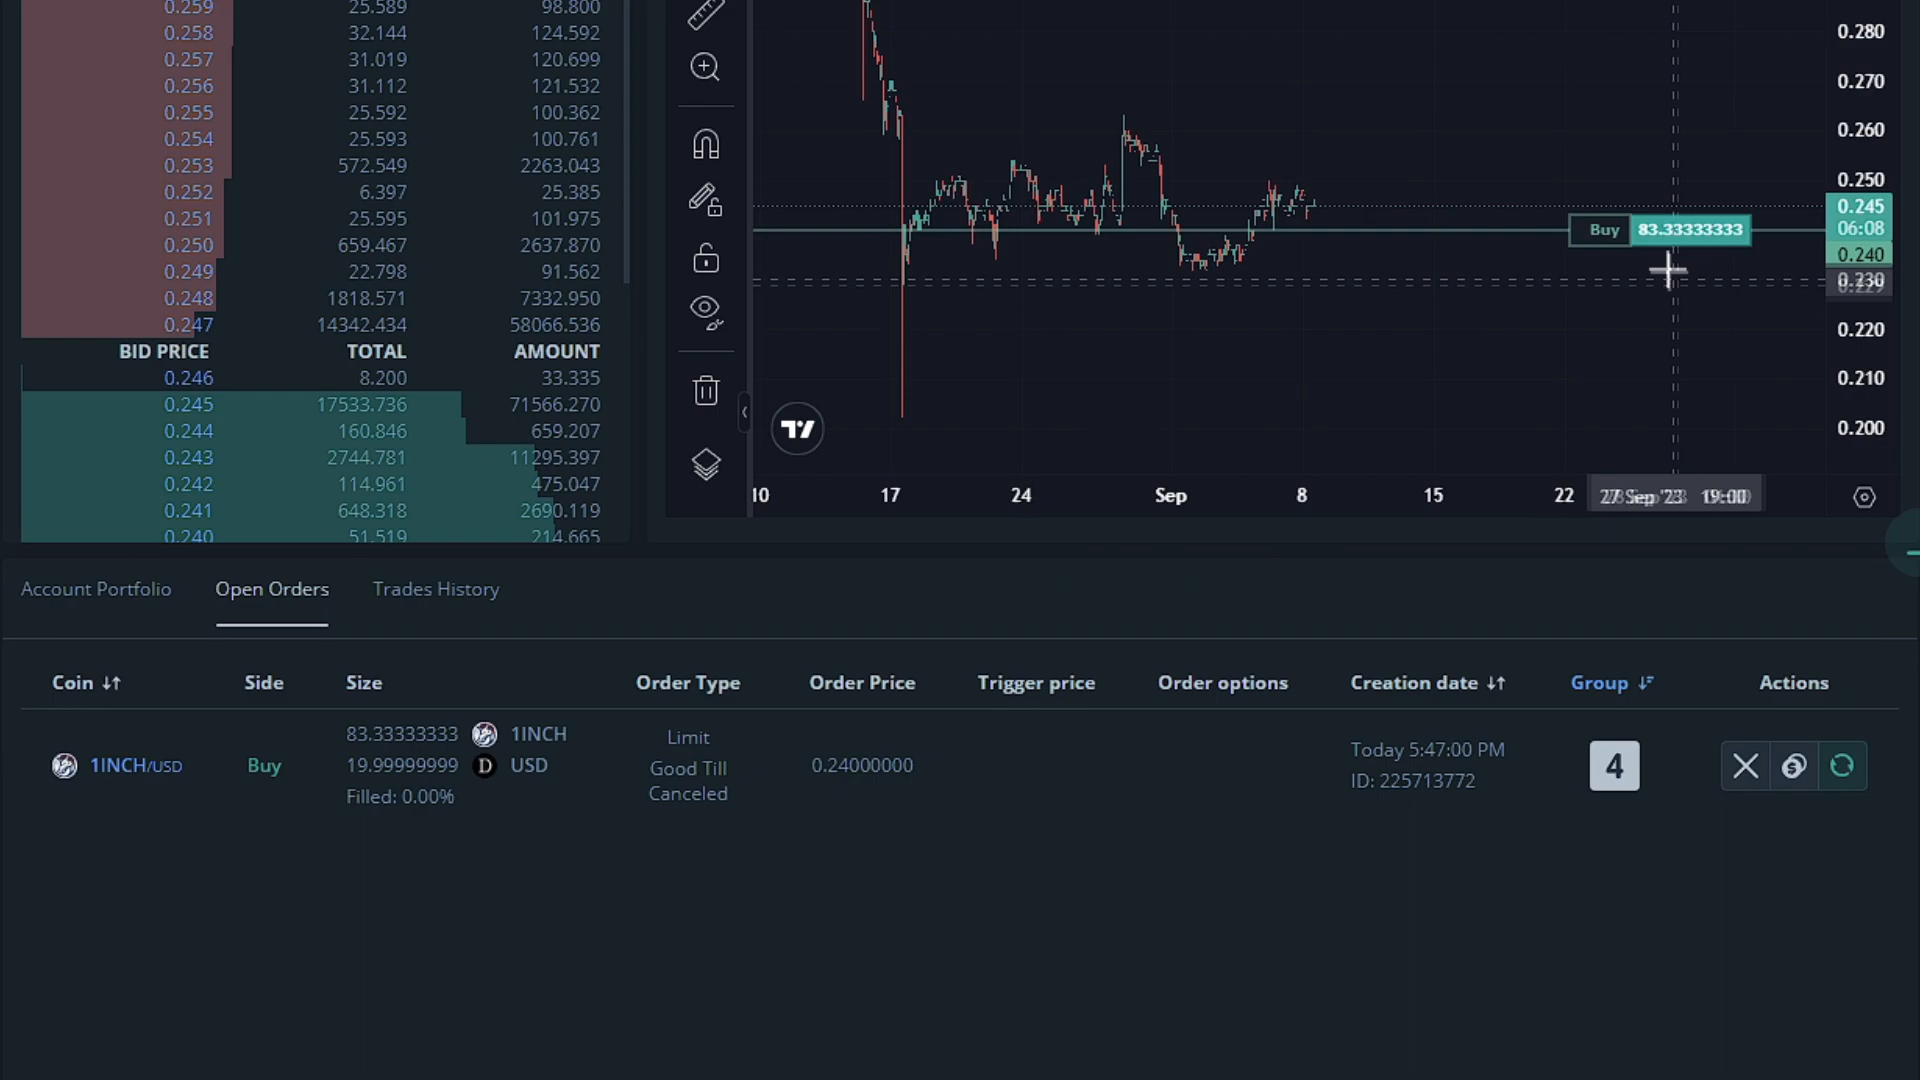 0.259 25.589 98.800
0.258 32.144 124.592
0.257 31.019 120.699
0.256 31.112 121.532
0.255 25.592 100.362
0.254 25.593 100.761
0.253 572.549 2263.043
0.252 6.397 25.385
0.251 25.595 101.975
0.250 659.467 2637.870
0.249 22.798 91.562
0.248 1818.571 7332.950
0.247 14342.434 58066.536
BID PRICE TOTAL AMOUNT
0.246 8.200 33.335
0.245 17533.736 71566.270
0.244 160.846 659.207
0.243 2744.781 11295.397
0.242 114.961 475.047
0.241 648.318 2690.119
0.240 51.519 214.665
0.280
0.270
0.260
0.250
0.245
06:08
Buy 83.33333333
0.240
0.230
0.220
0.210
0.200
10 17 24 Sep 8 15 22 27 Sep '23 19:00
Account Portfolio Open Orders Trades History
Coin Side Size Order Type Order Price Trigger price Order options Creation date Group Actions
83.33333333 1INCH
1INCH/USD Buy 19.99999999 D USD
Filled: 0.00%
Limit
Good Till
Canceled
0.24000000
Today 5:47:00 PM
ID: 225713772
4